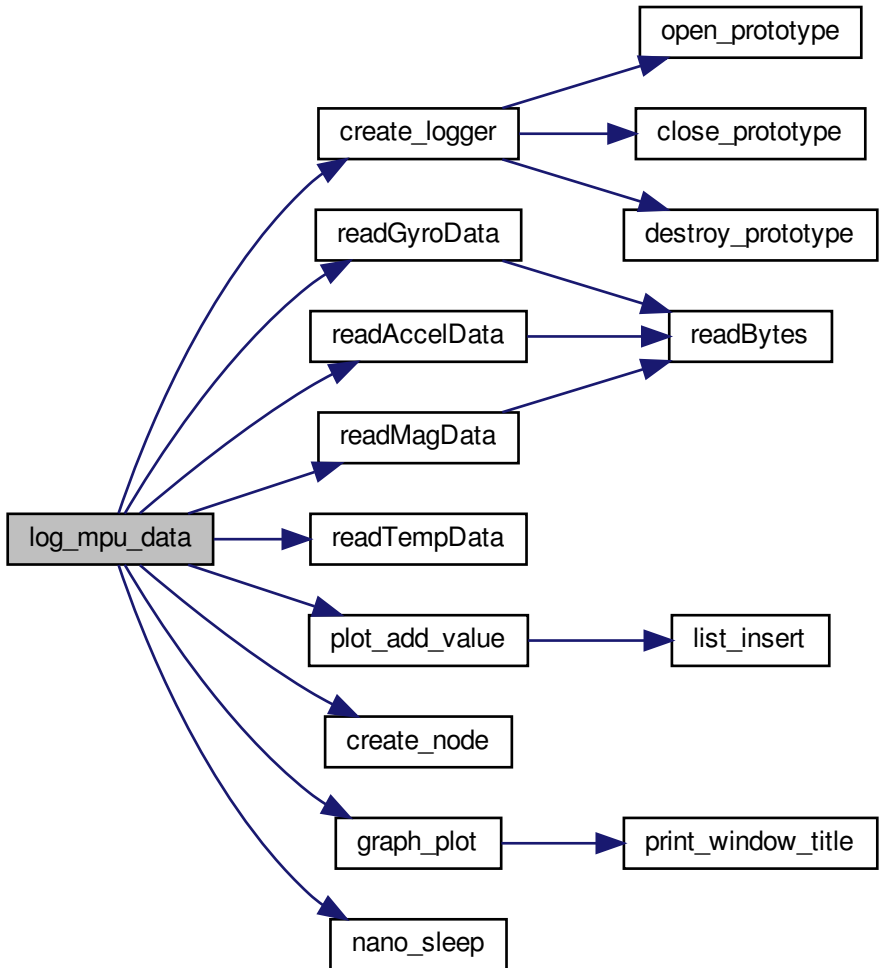 open_prototype
create_logger
close_prototype
readGyroData
destroy_prototype
readAccelData
readBytes
readMagData
log_mpu_data
readTempData
plot_add_value
list_insert
create_node
graph_plot
print_window_title
nano_sleep